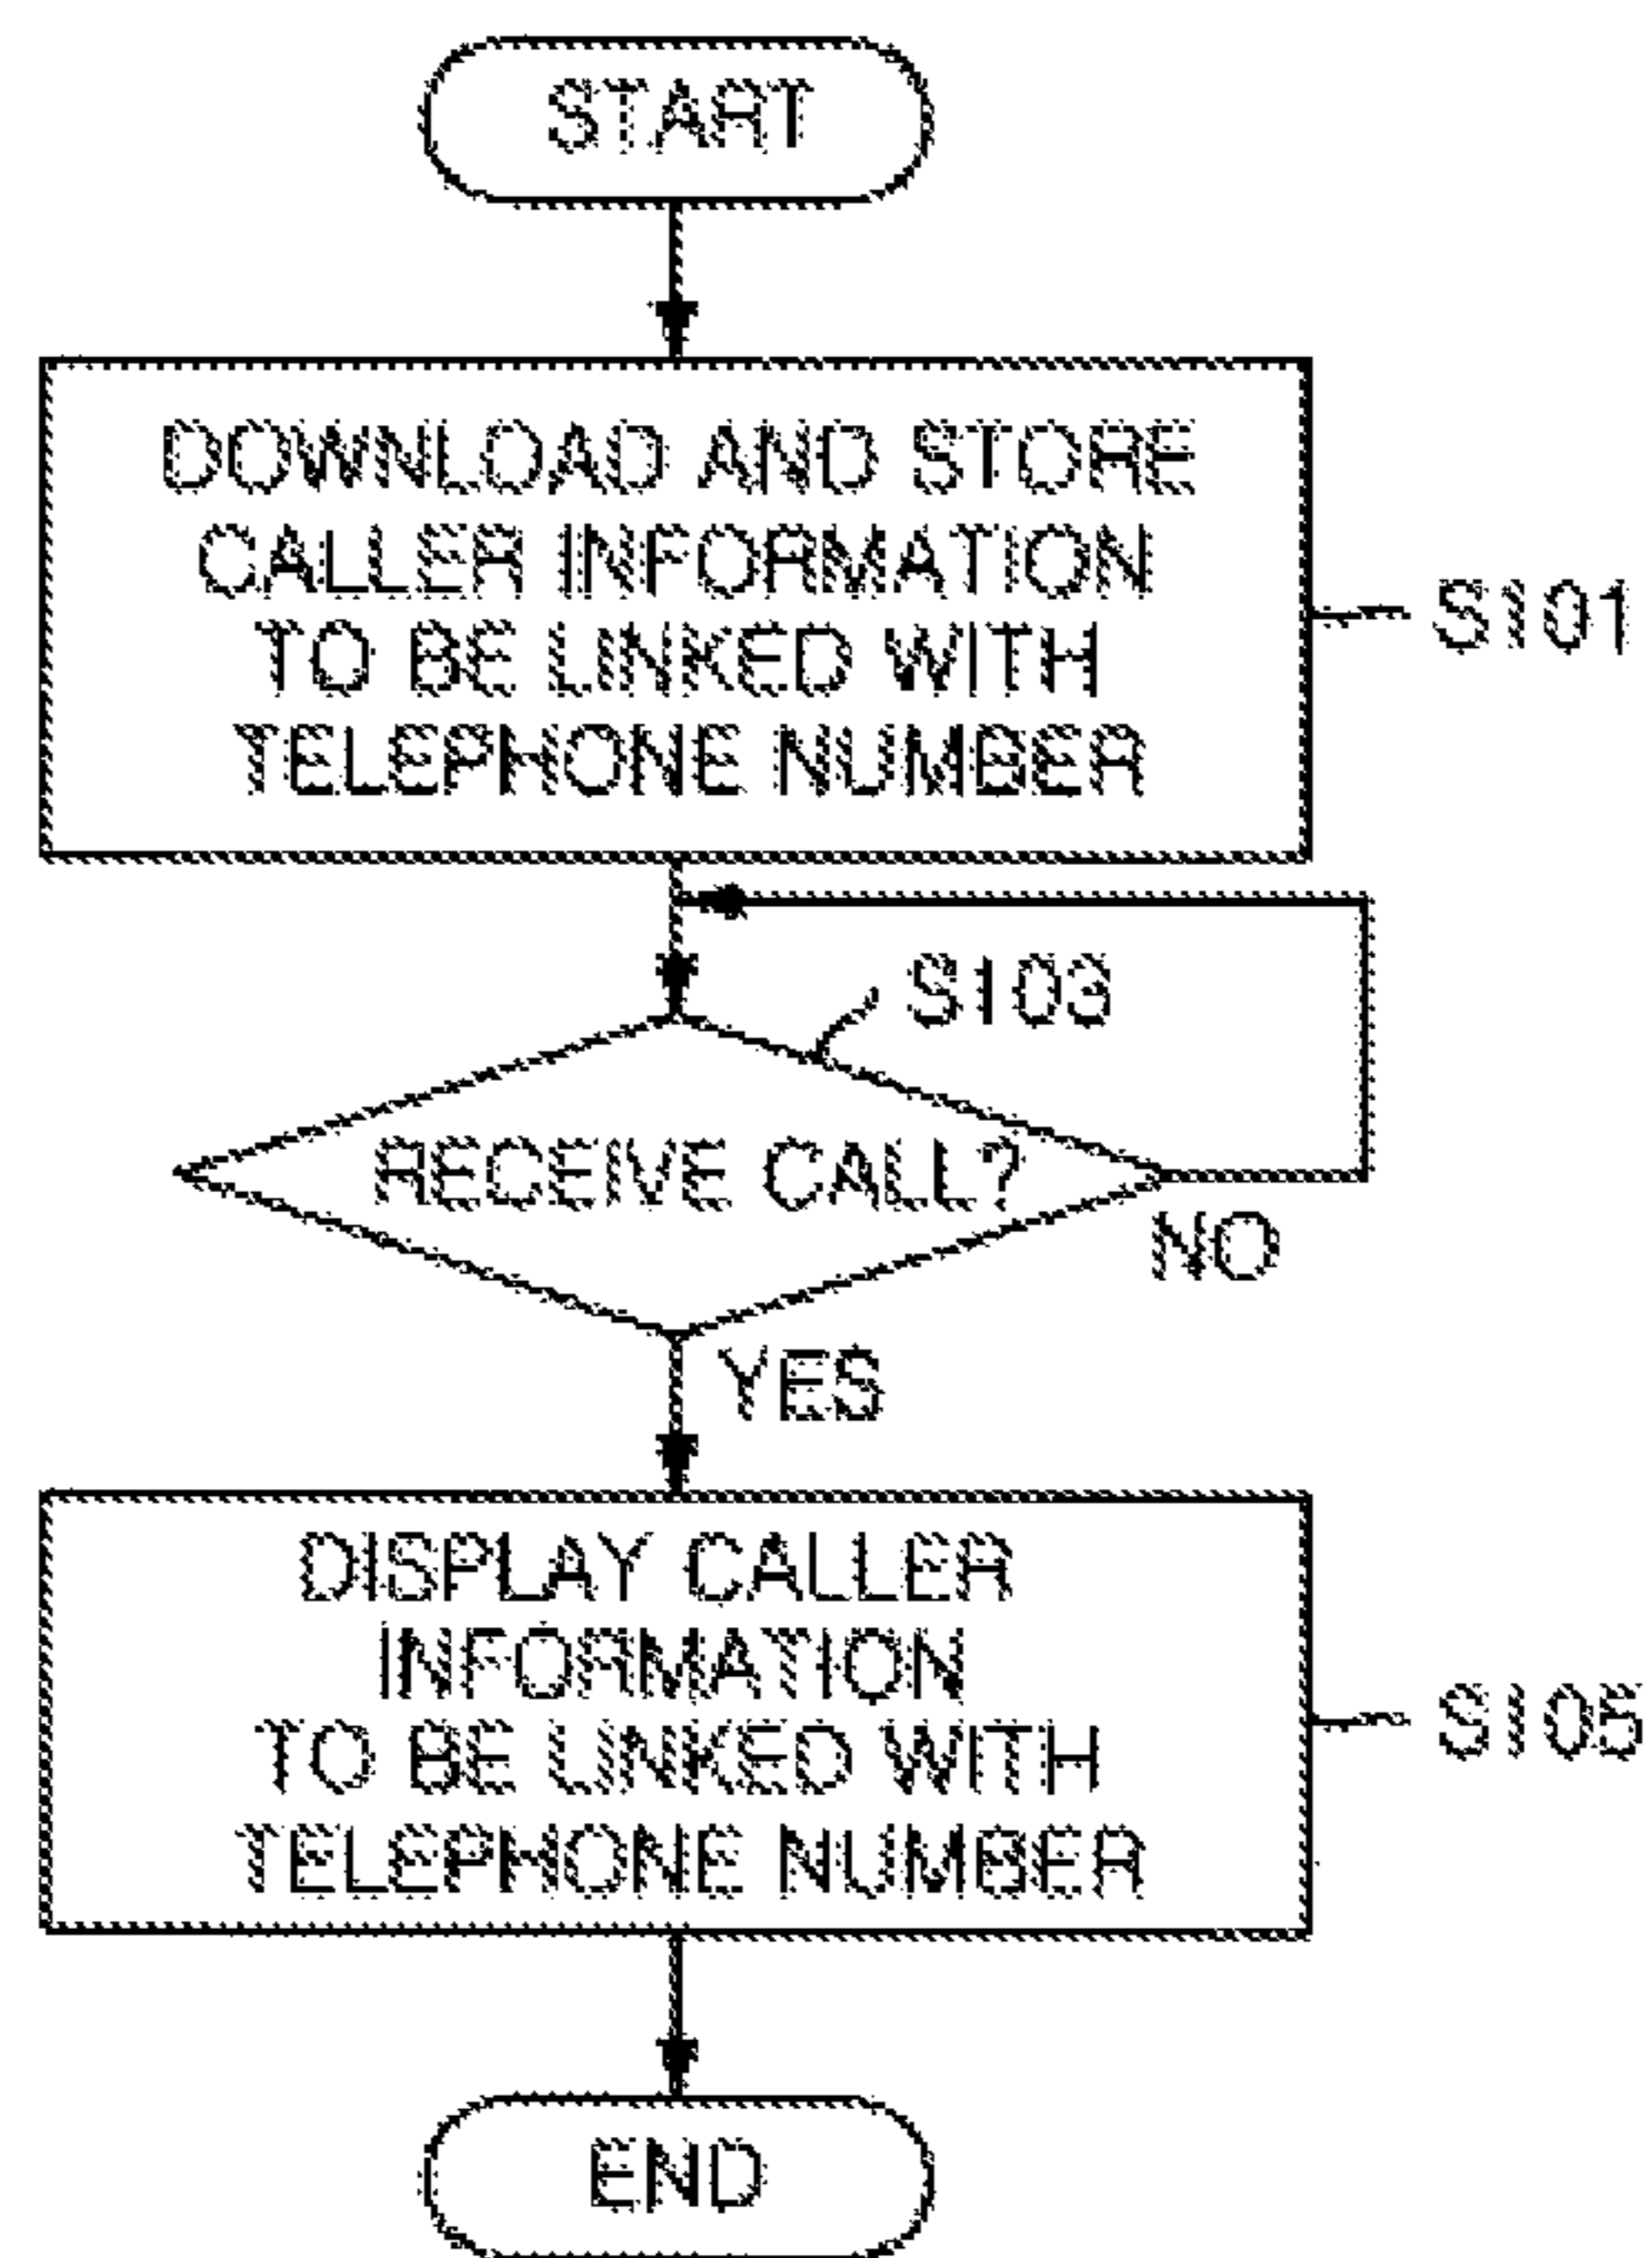 START
DOWNLOAD AND STORE
CALLER INFORMATION
TO BE LINKED WITH
TELEPHONE NUMBER
S101
S103
RECEIVE CALL?
NO
YES
DISPLAY CALLER
INFORMATION
TO BE LINKED WITH
TELEPHONE NUMBER
S105
END